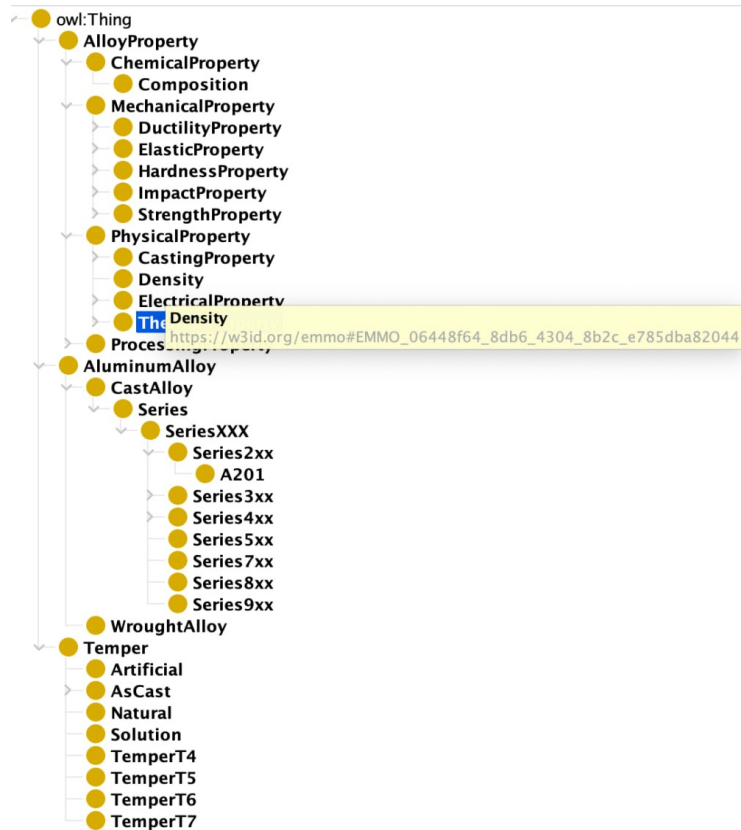 owl:Thing
AlloyProperty
ChemicalProperty
Composition
MechanicalProperty
DuctilityProperty
ElasticProperty
HardnessProperty
ImpactProperty
StrengthProperty
PhysicalProperty
CastingProperty
Density
ElectricalProperty
The
Density
https://w3id.org/emmo#EMMO_06448f64_8db6_4304_8b2c_e785dba82044
ProcessingProperty
AluminumAlloy
CastAlloy
Series
SeriesXXX
Series2xx
A201
Series3xx
Series4xx
Series5xx
Series7xx
Series8xx
Series9xx
WroughtAlloy
Temper
Artificial
AsCast
Natural
Solution
TemperT4
TemperT5
TemperT6
TemperT7